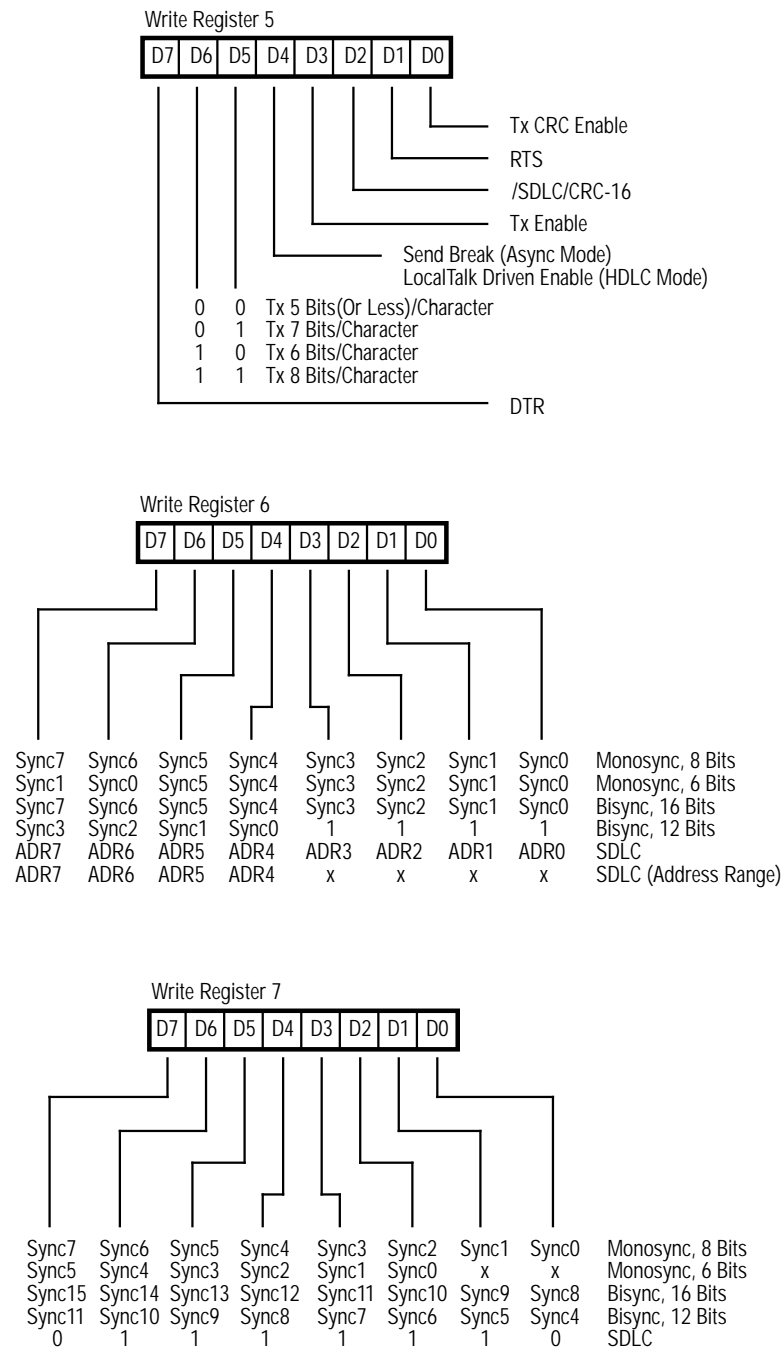 Write Register 5
D7 D6 D5 D4 D3 D2 D1 D0
Tx CRC Enable
RTS
/SDLC/CRC-16
Tx Enable
Send Break (Async Mode)
LocalTalk Driven Enable (HDLC Mode)
0 0 Tx 5 Bits(Or Less)/Character
0 1 Tx 7 Bits/Character
1 0 Tx 6 Bits/Character
1 1 Tx 8 Bits/Character
DTR
Write Register 6
D7 D6 D5 D4 D3 D2 D1 D0
Sync7 Sync6 Sync5 Sync4 Sync3 Sync2 Sync1 Sync0 Monosync, 8 Bits
Sync1 Sync0 Sync5 Sync4 Sync3 Sync2 Sync1 Sync0 Monosync, 6 Bits
Sync7 Sync6 Sync5 Sync4 Sync3 Sync2 Sync1 Sync0 Bisync, 16 Bits
Sync3 Sync2 Sync1 Sync0 1 1 1 1 Bisync, 12 Bits
ADR7 ADR6 ADR5 ADR4 ADR3 ADR2 ADR1 ADR0 SDLC
ADR7 ADR6 ADR5 ADR4 x x x x SDLC (Address Range)
Write Register 7
D7 D6 D5 D4 D3 D2 D1 D0
Sync7 Sync6 Sync5 Sync4 Sync3 Sync2 Sync1 Sync0 Monosync, 8 Bits
Sync5 Sync4 Sync3 Sync2 Sync1 Sync0 x x Monosync, 6 Bits
Sync15 Sync14 Sync13 Sync12 Sync11 Sync10 Sync9 Sync8 Bisync, 16 Bits
Sync11 Sync10 Sync9 Sync8 Sync7 Sync6 Sync5 Sync4 Bisync, 12 Bits
0 1 1 1 1 1 1 0 SDLC